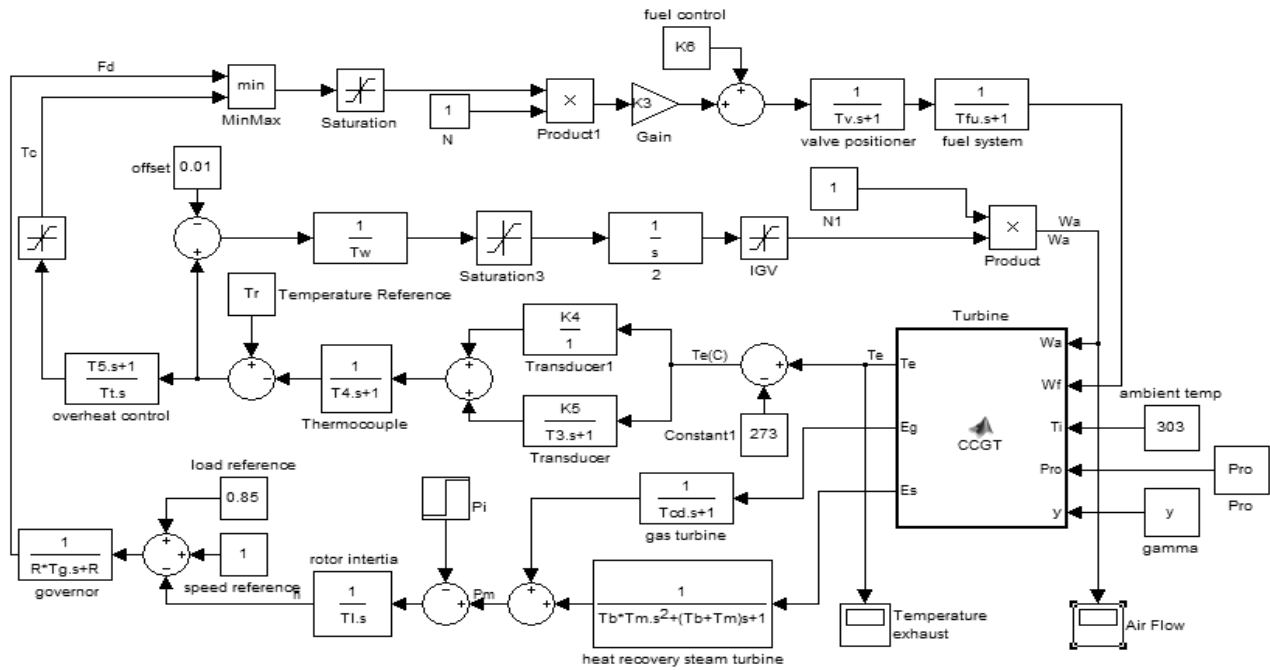 fuel control
K6
Fd
min
MinMax
Saturation
1
N
×
Product1
K3
Gain
1
Tv.s+1
valve positioner
1
Tfu.s+1
fuel system
Tc
offset
0.01
1
Tw
Saturation3
1
s
2
IGV
1
N1
×
Product
Wa
Wa
Tr
Temperature Reference
T5.s+1
Tt.s
overheat control
1
T4.s+1
Thermocouple
K4
1
Transducer1
K5
T3.s+1
Transducer
Te(C)
Te
273
Constant1
Turbine
Te
Eg
Es
CCGT
Wa
Wf
Ti
Pro
y
ambient temp
303
Pro
Pro
y
gamma
load reference
0.85
1
speed reference
n
1
R*Tg.s+R
governor
rotor intertia
1
TI.s
Pi
Pm
1
Tcd.s+1
gas turbine
1
Tb*Tm.s2+(Tb+Tm)s+1
heat recovery steam turbine
Temperature
exhaust
Air Flow